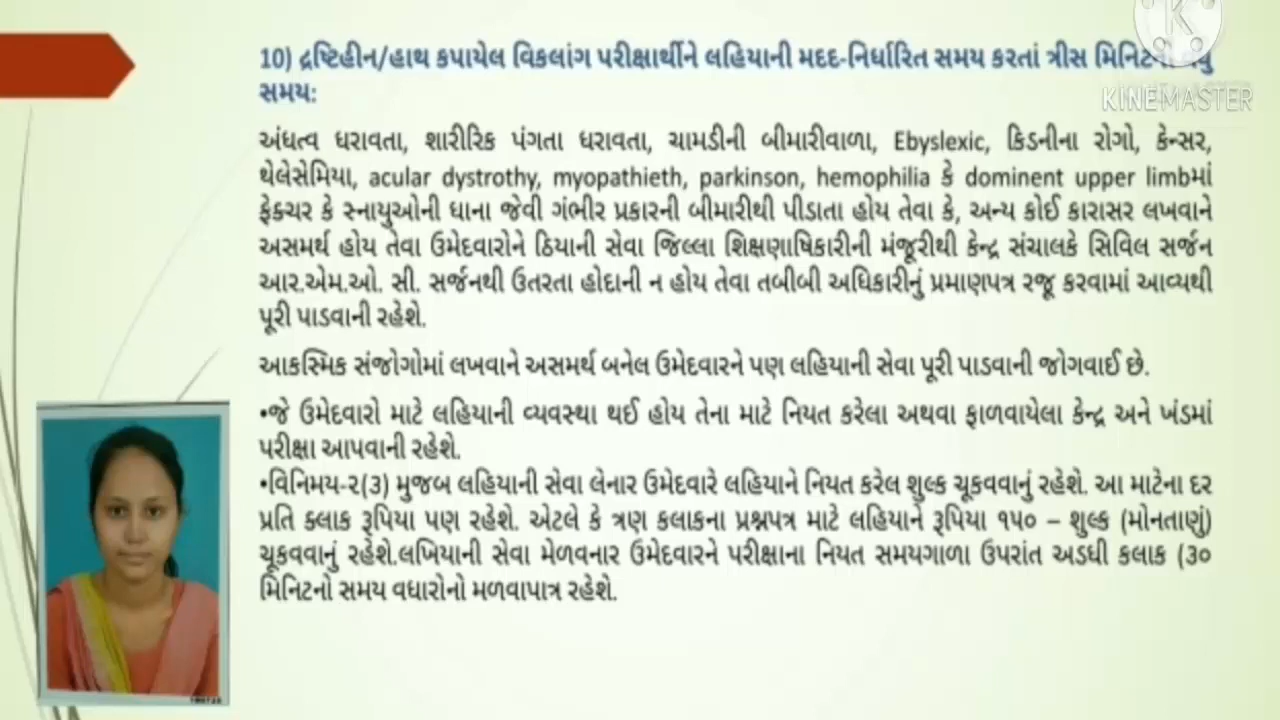 10) દ્રષ્ટિહીન/હાથ કપાયેલ વિકલાંગ પરીક્ષાર્થીને લહિયાની મદદ-નિર્ધારિત સમય કરતાં ત્રીસ
સમય:
K
KINEMASTER
અંધત્વ ધરાવતા, શારીરિક પંગતા ધરાવતા, ચામડીની બીમારીવાળા, Ebyslexic, કિડનીના રોગો, કેન્સર,
થેલેસેમિયા, acular dystrothy, myopathieth, parkinson, hemophilia કે dominent upper limbમાં
ફ્રેક્ચર કે સ્નાયુઓની ધાના જેવી ગંભીર પ્રકારની બીમારીથી પીડાતા હોય તેવા કે, અન્ય કોઈ કારાસર લખવાને
અસમર્થ હોય તેવા ઉમેદવારોને ઠિયાની સેવા જિલ્લા શિક્ષણાષિકારીની મંજૂરીથી કેન્દ્ર સંચાલકે સિવિલ સર્જન
આર.એમ.ઓ. સી. સર્જનથી ઉતરતા હોદાની ન હોય તેવા તબીબી અધિકારીનું પ્રમાણપત્ર રજૂ કરવામાં આવ્યથી
પૂરી પાડવાની રહેશે.
આકસ્મિક સંજોગોમાં લખવાને અસમર્થ બનેલ ઉમેદવારને પણ લહિયાની સેવા પૂરી પાડવાની જોગવાઈ છે.
•જે ઉમેદવારો માટે લહિયાની વ્યવસ્થા થઈ હોય તેના માટે નિયત કરેલા અથવા ફાળવાયેલા કેન્દ્ર અને ખંડમાં
પરીક્ષા આપવાની રહેશે.
•વિનિમય-૨(૩) મુજબ લહિયાની સેવા લેનાર ઉમેદવારે લહિયાને નિયત કરેલ શુલ્ક ચૂકવવાનું રહેશે. આ માટેના દર
પ્રતિ ક્લાક રૂપિયા પણ રહેશે. એટલે કે ત્રણ કલાકના પ્રશ્નપત્ર માટે લહિયાને રૂપિયા ૧૫૦ – શુલ્ક (મોનતાણું)
ચૂકવવાનું રહેશે.લખિયાની સેવા મેળવનાર ઉમેદવારને પરીક્ષાના નિયત સમયગાળા ઉપરાંત અડધી કલાક (૩૦
મિનિટનો સમય વધારોનો મળવાપાત્ર રહેશે.